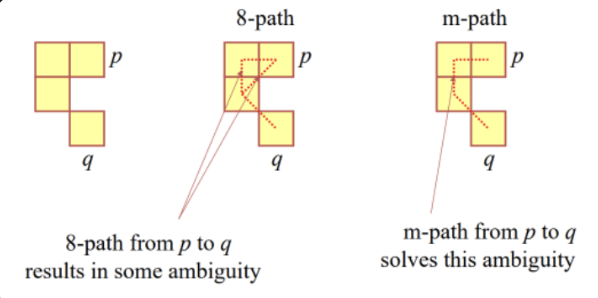 8-path
m-path
p
p
p
q
q
q
8-path from p to q
results in some ambiguity
m-path from p to q
solves this ambiguity